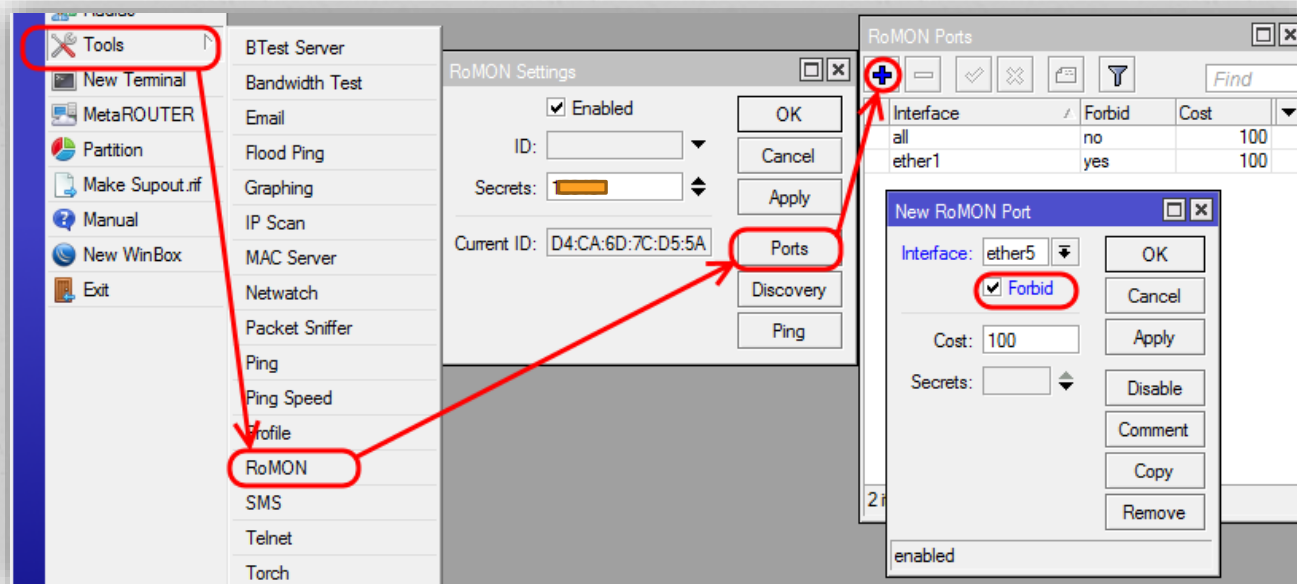 Tools
New Terminal
MetaROUTER
Partition
Make Supout.rif
Manual
New WinBox
Exit
BTest Server
Bandwidth Test
Email
Flood Ping
Graphing
IP Scan
MAC Server
Netwatch
Packet Sniffer
Ping
Ping Speed
Profile
RoMON
SMS
Telnet
Torch
RoMON Settings
Enabled
ID:
Secrets:
Current ID: D4:CA:6D:7C:D5:5A
OK
Cancel
Apply
Ports
Discovery
Ping
RoMON Ports
Find
Interface Forbid Cost
all no 100
ether1 yes 100
New RoMON Port
Interface: ether5
Forbid
Cost: 100
Secrets:
OK
Cancel
Apply
Disable
Comment
Copy
Remove
enabled